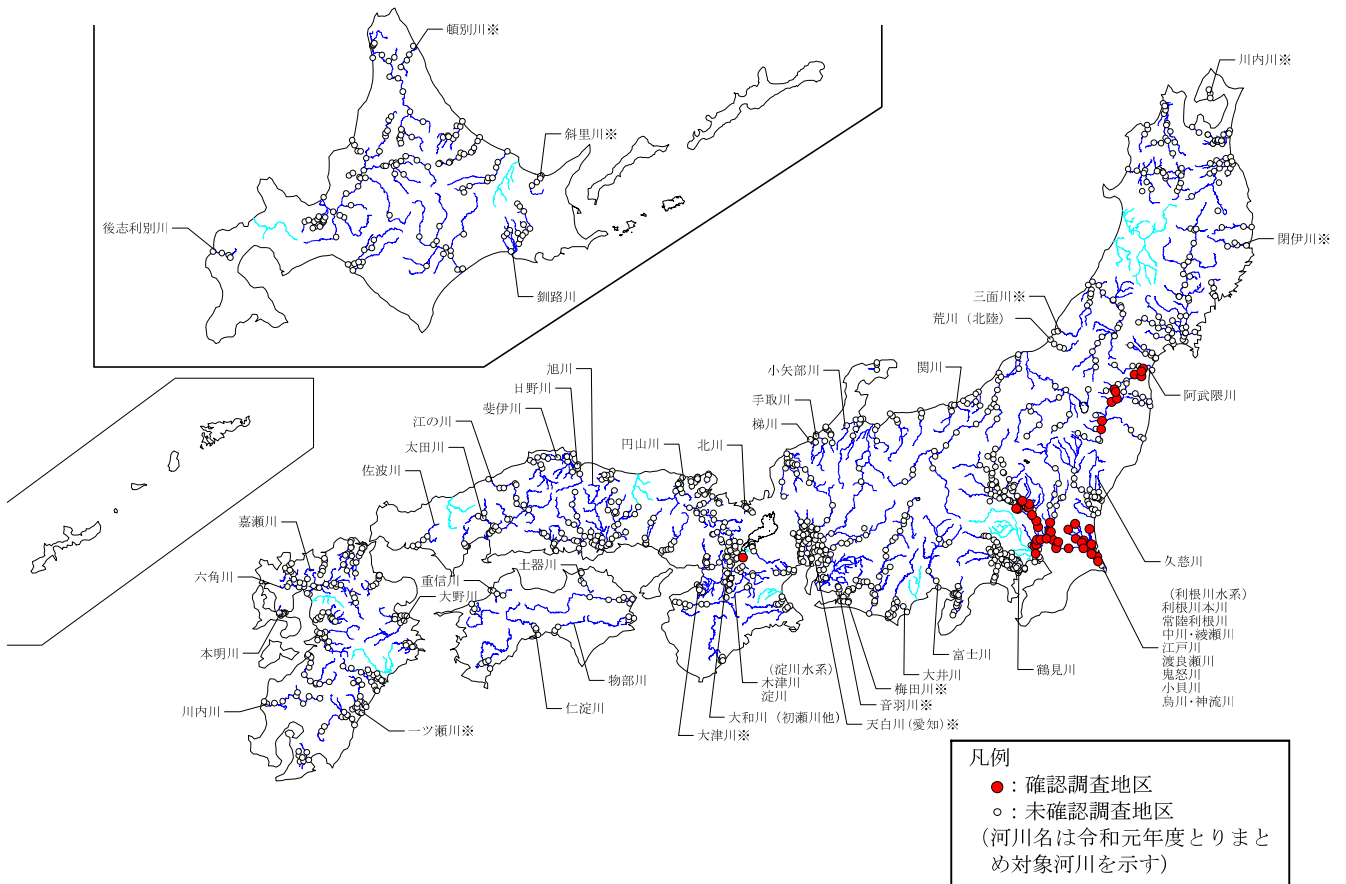 頓別川※
川内川※
斜里川※
後志利別川
釧路川
閉伊川※
三面川※
荒川（北陸）
阿武隈川
旭川
日野川
斐伊川
江の川
太田川
佐波川
円山川
北川
小矢部川
手取川
梯川
関川
嘉瀬川
六角川
重信川
大野川
土器川
久慈川
本明川
川内川
一ツ瀬川※
仁淀川
物部川
（淀川水系）
木津川
淀川
大和川（初瀬川他）
大津川※
富士川
大井川
梅田川※
音羽川※
天白川(愛知)※
鶴見川
（利根川水系）
利根川本川
常陸利根川
中川・綾瀬川
江戸川
渡良瀬川
鬼怒川
小貝川
烏川・神流川
凡例
：確認調査地区
：未確認調査地区
（河川名は令和元年度とりまと
め対象河川を示す）